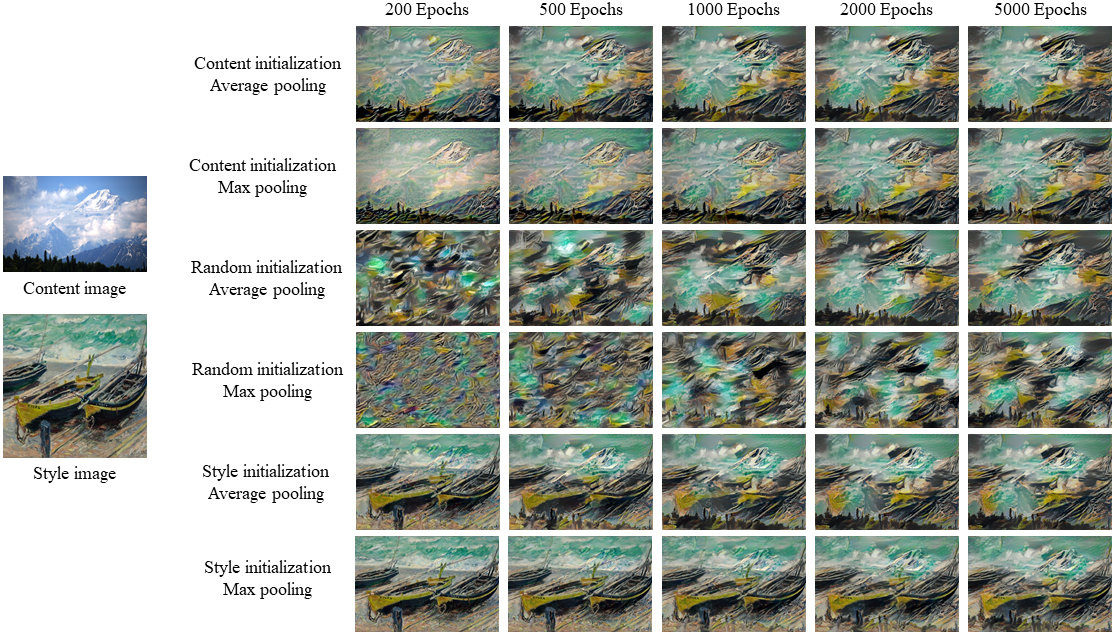 200 Epochs
500 Epochs
1000 Epochs
2000 Epochs
5000 Epochs
Content initialization
Average pooling
Content initialization
Max pooling
Content image
Random initialization
Average pooling
Random initialization
Max pooling
Style image
Style initialization
Average pooling
Style initialization
Max pooling